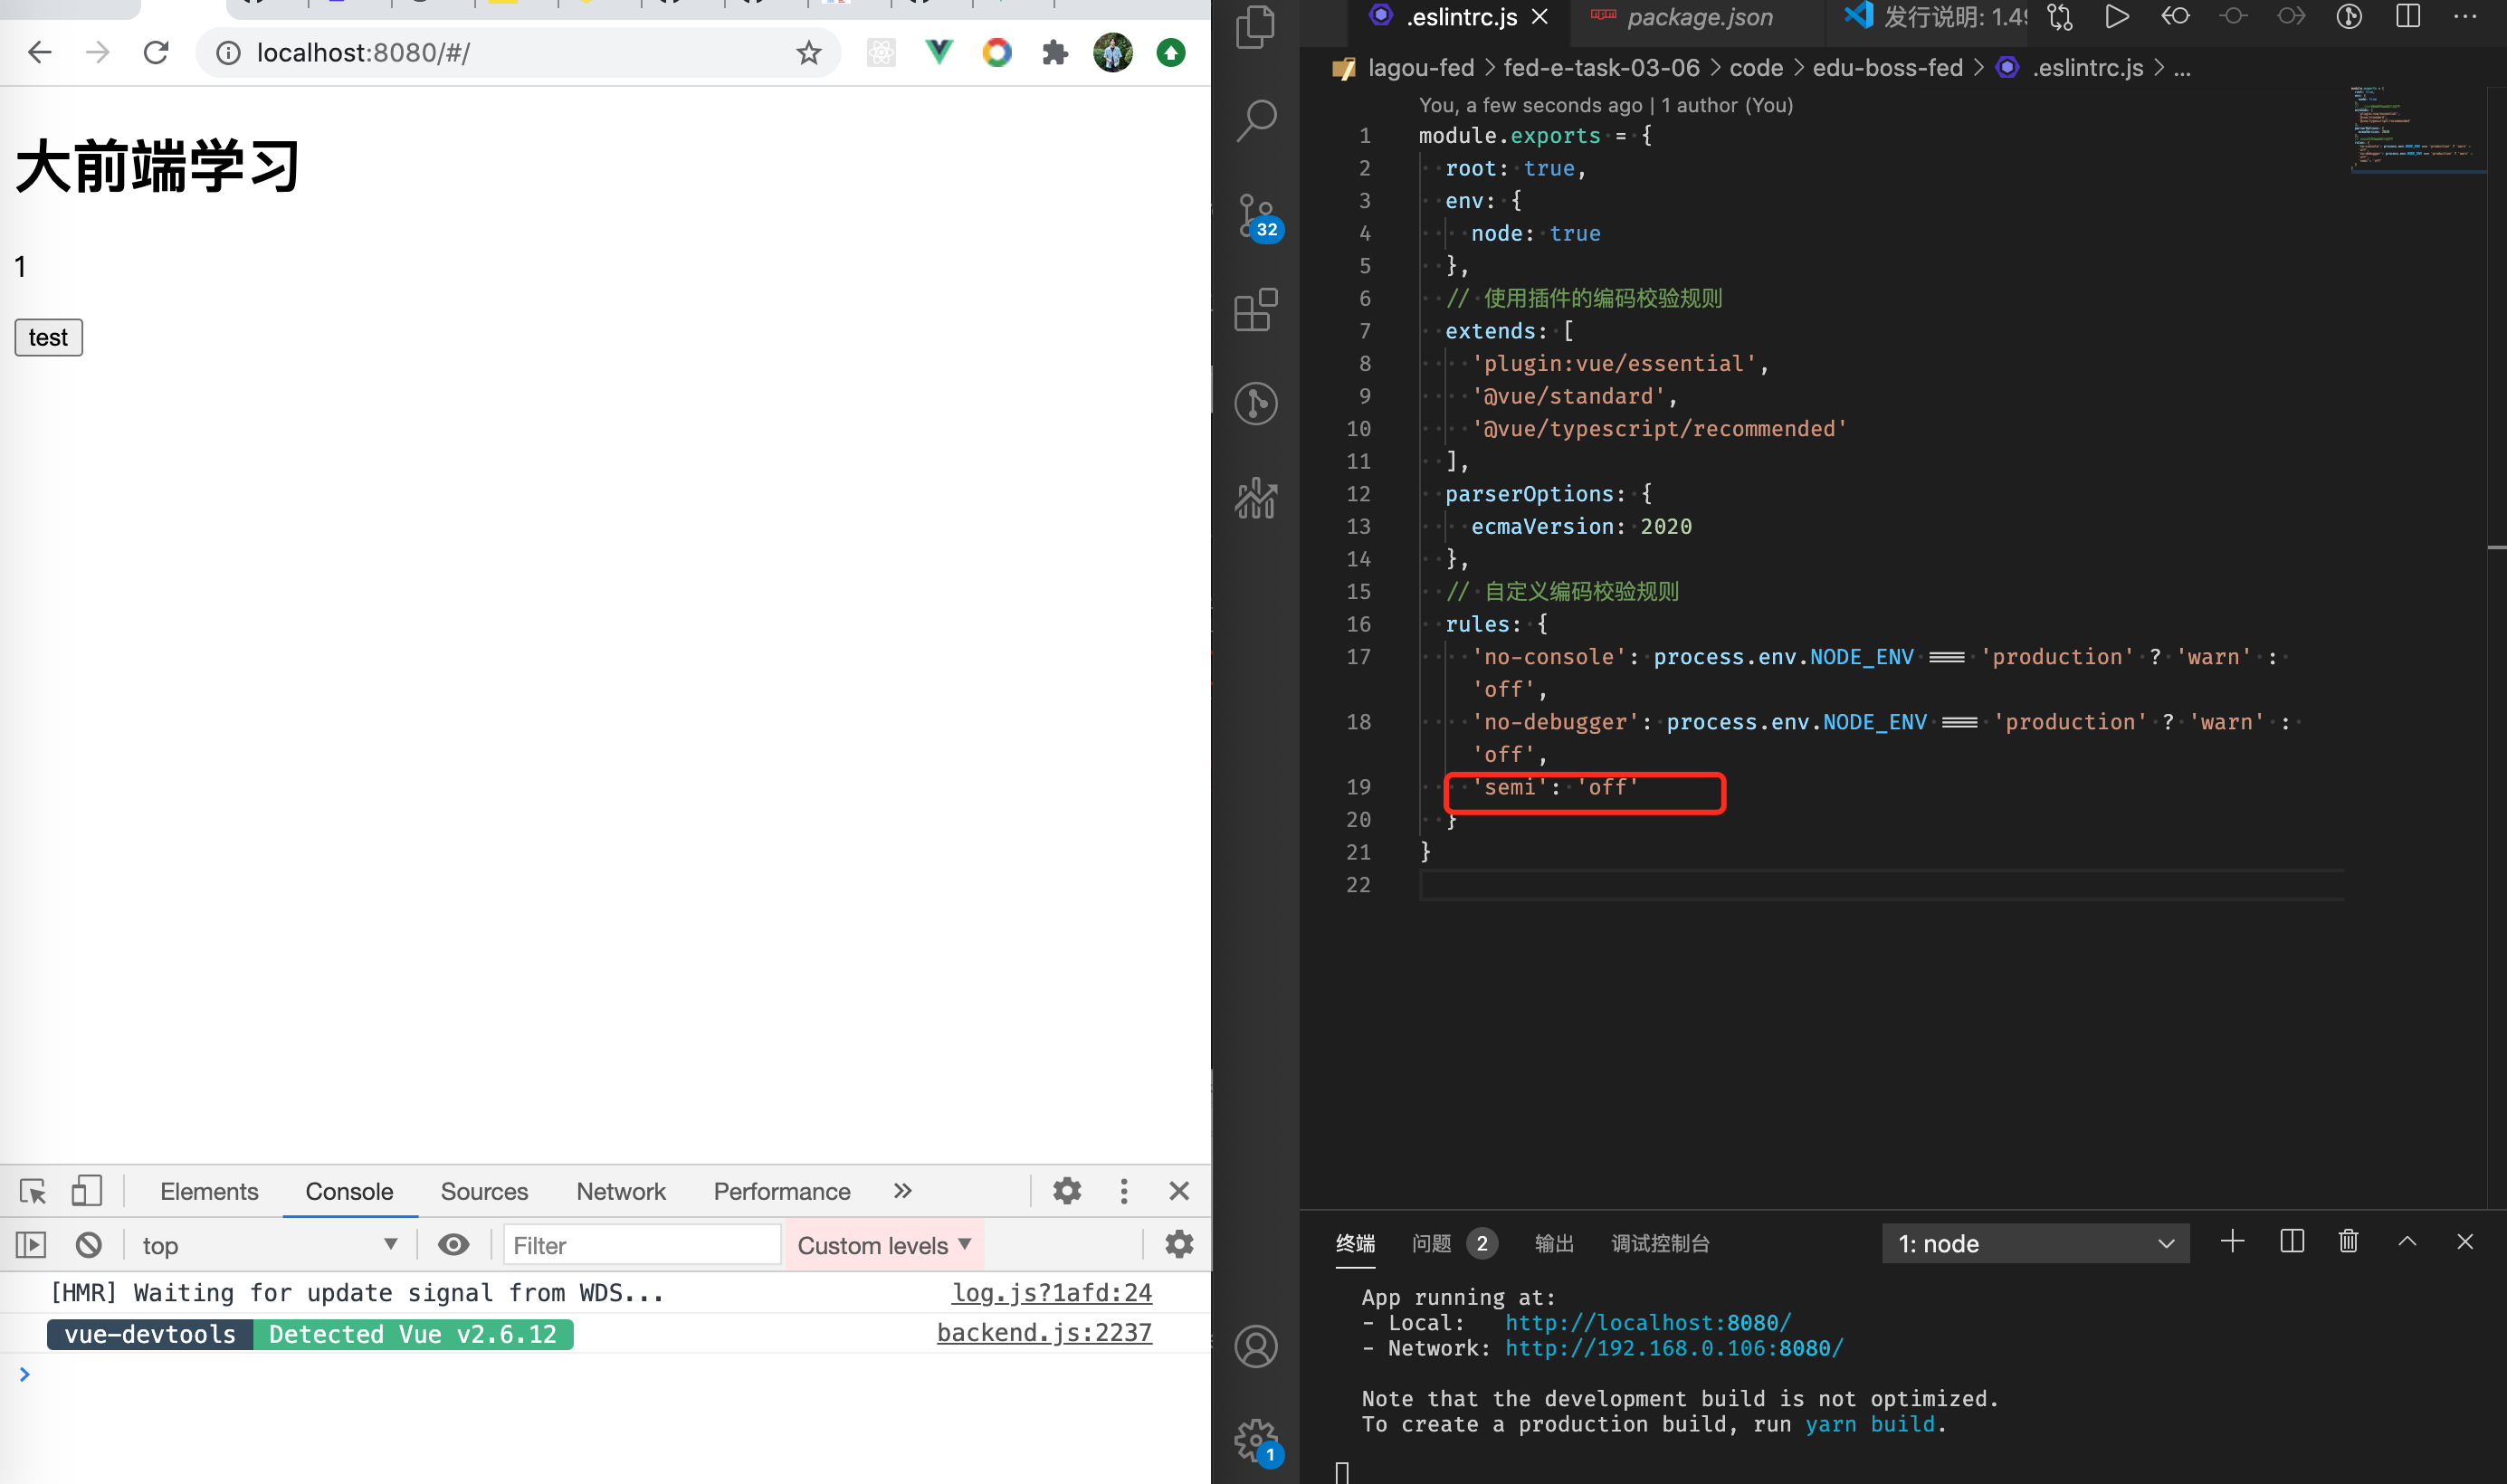 localhost:8080/#/
大前端学习
1
test
Elements Console Sources Network Performance
top Filter Custom levels
[HMR] Waiting for update signal from WDS... log.js?1afd:24
vue-devtools Detected Vue v2.6.12 backend.js:2237
>
.eslintrc.js package.json 发行说明: 1.49
lagou-fed > fed-e-task-03-06 > code > edu-boss-fed > .eslintrc.js > ...
32
You, a few seconds ago | 1 author (You)
1 module.exports = {
2 root: true,
3 env: {
4 node: true
5 },
6 // 使用插件的编码校验规则
7 extends: [
8 'plugin:vue/essential',
9 '@vue/standard',
10 '@vue/typescript/recommended'
11 ],
12 parserOptions: {
13 ecmaVersion: 2020
14 },
15 // 自定义编码校验规则
16 rules: {
17 'no-console': process.env.NODE_ENV === 'production' ? 'warn' :
'off',
18 'no-debugger': process.env.NODE_ENV === 'production' ? 'warn' :
'off',
19 'semi': 'off'
20 }
21 }
22
终端 问题 2 输出 调试控制台 1: node
App running at:
- Local: http://localhost:8080/
- Network: http://192.168.0.106:8080/
Note that the development build is not optimized.
To create a production build, run yarn build.
1